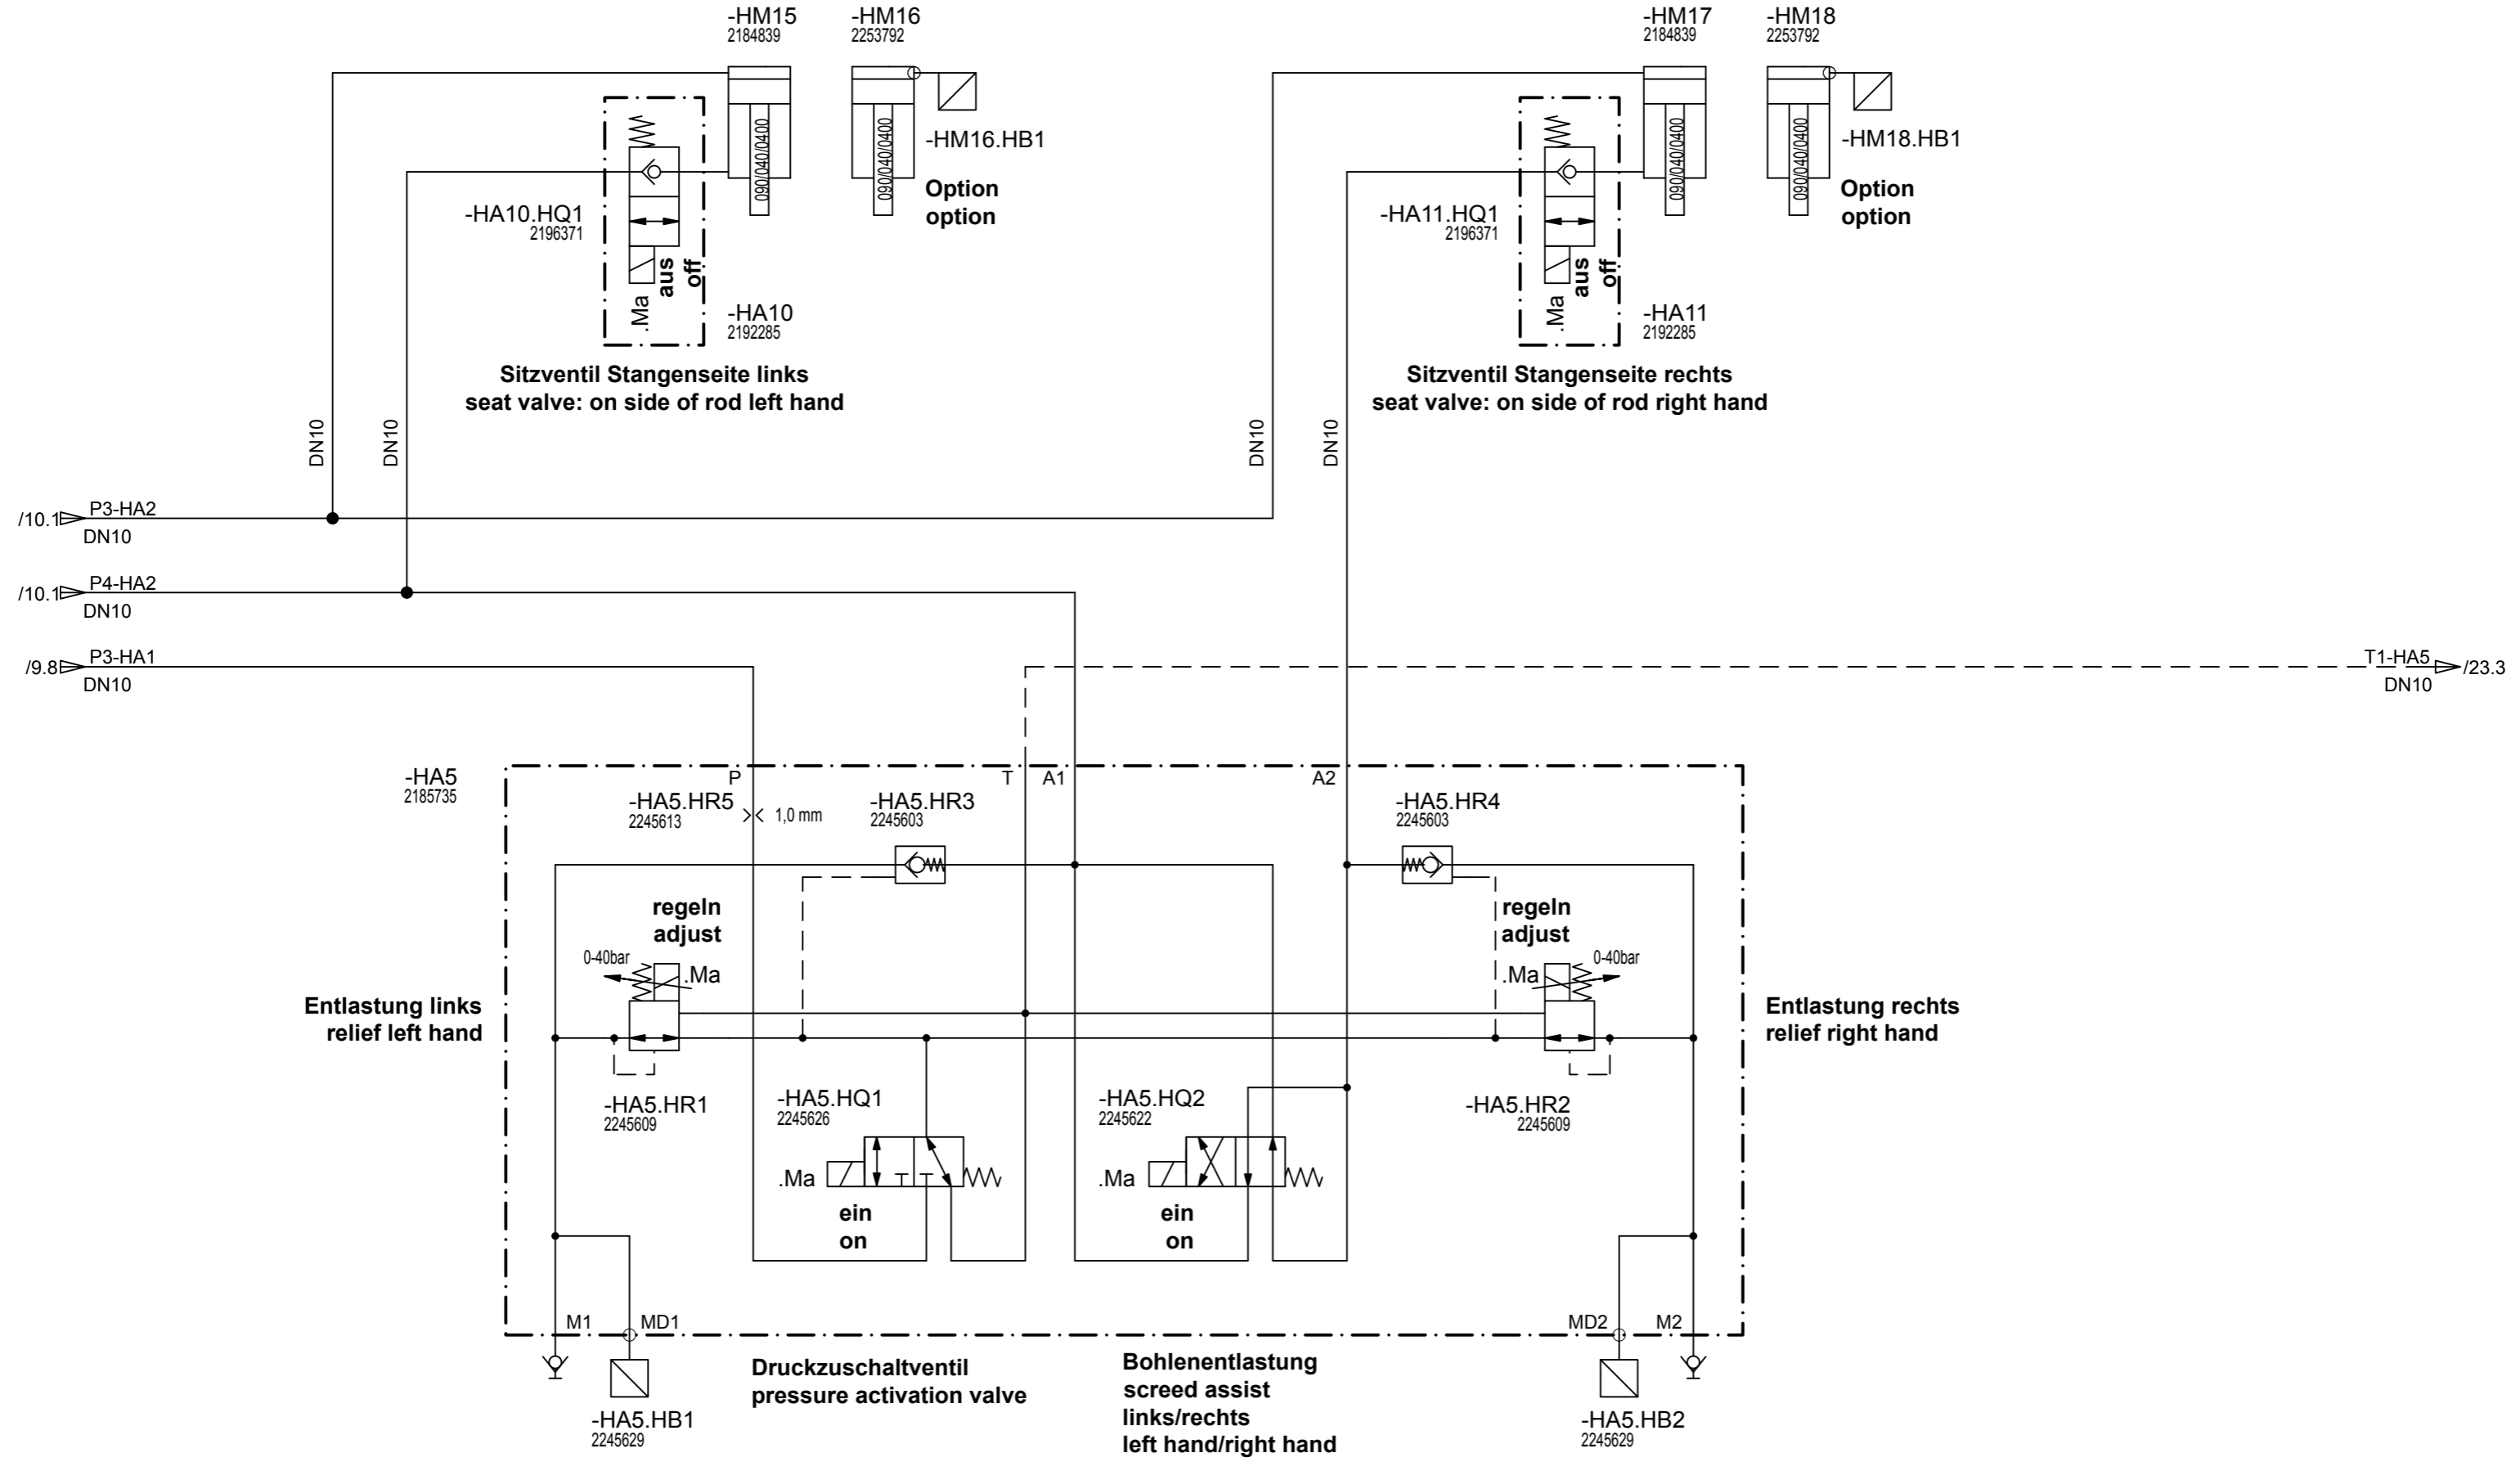 -HM15
2184839
-HM16
2253792
-HM17
2184839
-HM18
2253792
090/040/0400
090/040/0400
-HM16.HB1
Option
option
090/040/0400
090/040/0400
-HM18.HB1
Option
option
-HA10.HQ1
2196371
aus
off
.Ma
-HA10
2192285
-HA11.HQ1
2196371
aus
off
.Ma
-HA11
2192285
Sitzventil Stangenseite links
seat valve: on side of rod left hand
Sitzventil Stangenseite rechts
seat valve: on side of rod right hand
DN10
DN10
DN10
DN10
/10.1
P3-HA2
DN10
/10.1
P4-HA2
DN10
/9.8
P3-HA1
DN10
T1-HA5
/23.3
DN10
-HA5
2185735
P
T
A1
A2
-HA5.HR5
2245613
1,0 mm
-HA5.HR3
2245603
-HA5.HR4
2245603
regeln
adjust
0-40bar
.Ma
regeln
adjust
.Ma
0-40bar
Entlastung links
relief left hand
Entlastung rechts
relief right hand
-HA5.HR1
2245609
-HA5.HQ1
2245626
-HA5.HQ2
2245622
-HA5.HR2
2245609
.Ma
ein
on
.Ma
ein
on
M1
MD1
MD2
M2
Druckzuschaltventil
pressure activation valve
Bohlenentlastung
screed assist
links/rechts
left hand/right hand
-HA5.HB1
2245629
-HA5.HB2
2245629